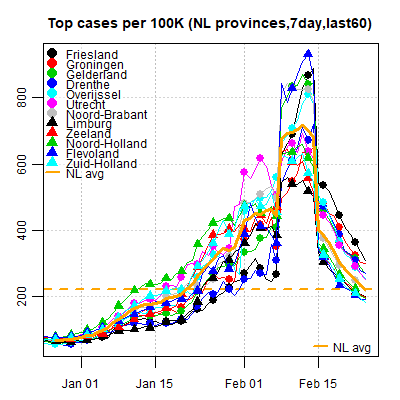 Top cases per 100K (NL provinces,7day,last60)
Friesland
Groningen
Gelderland
Drenthe
Overijssel
Utrecht
Noord-Brabant
Limburg
Zeeland
Noord-Holland
Flevoland
Zuid-Holland
NL avg
800
600
400
200
NL avg
Jan 01
Jan 15
Feb 01
Feb 15